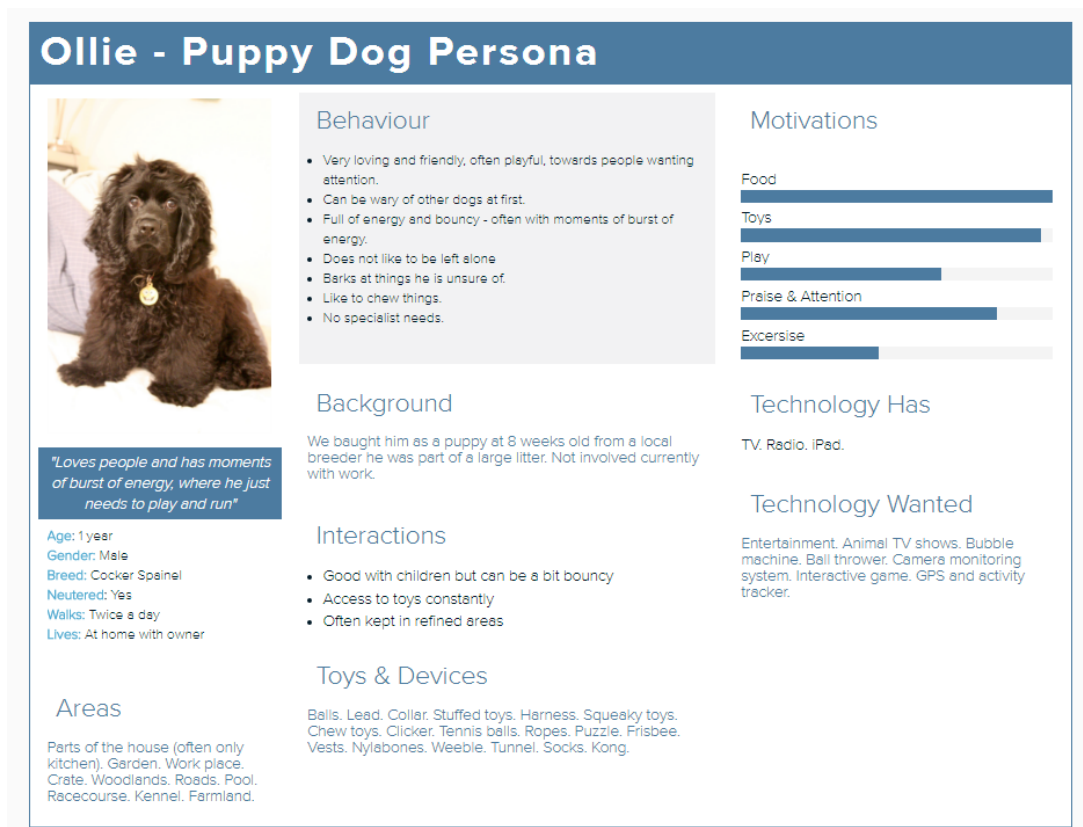 Ollie - Puppy Dog Persona
"Loves people and has moments
of burst of energy, where he just
needs to play and run"
Age: 1 year
Gender: Male
Breed: Cocker Spainel
Neutered: Yes
Walks: Twice a day
Lives: At home with owner
Areas
Parts of the house (often only
kitchen). Garden. Work place.
Crate. Woodlands. Roads. Pool.
Racecourse. Kennel. Farmland.
Behaviour
• Very loving and friendly, often playful, towards people wanting
attention.
• Can be wary of other dogs at first.
• Full of energy and bouncy - often with moments of burst of
energy.
• Does not like to be left alone
• Barks at things he is unsure of.
• Like to chew things.
• No specialist needs.
Background
We baught him as a puppy at 8 weeks old from a local
breeder he was part of a large litter. Not involved currently
with work.
Interactions
• Good with children but can be a bit bouncy
• Access to toys constantly
• Often kept in refined areas
Toys & Devices
Balls. Lead. Collar. Stuffed toys. Harness. Squeaky toys.
Chew toys. Clicker. Tennis balls. Ropes. Puzzle. Frisbee.
Vests. Nylabones. Weeble. Tunnel. Socks. Kong.
Motivations
Food
Toys
Play
Praise & Attention
Excersise
Technology Has
TV. Radio. iPad.
Technology Wanted
Entertainment. Animal TV shows. Bubble
machine. Ball thrower. Camera monitoring
system. Interactive game. GPS and activity
tracker.